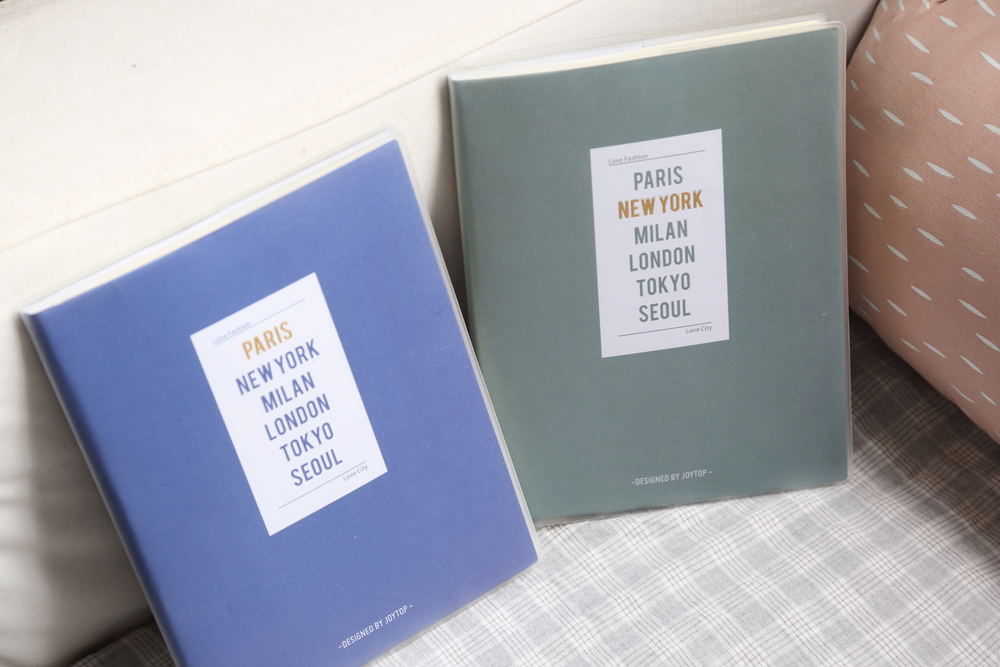 Love Fashion
PARIS
NEW YORK
MILAN
LONDON
TOKYO
SEOUL
Love City
-DESIGNED BY JOYTOP-
Love Fashion
PARIS
NEW YORK
MILAN
LONDON
TOKYO
SEOUL
Love City
-DESIGNED BY JOYTOP-